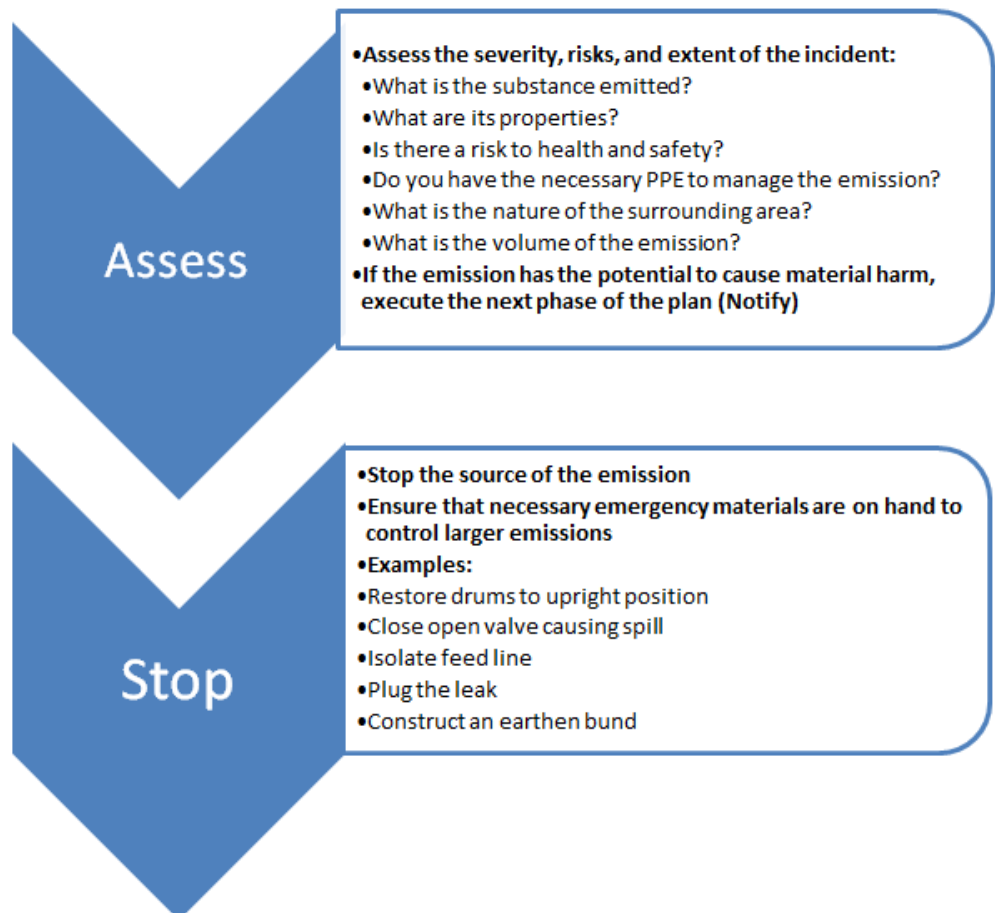 Assess
•Assess the severity, risks, and extent of the incident:
•What is the substance emitted?
•What are its properties?
•Is there a risk to health and safety?
•Do you have the necessary PPE to manage the emission?
•What is the nature of the surrounding area?
•What is the volume of the emission?
•If the emission has the potential to cause material harm,
execute the next phase of the plan (Notify)
Stop
•Stop the source of the emission
•Ensure that necessary emergency materials are on hand to
control larger emissions
•Examples:
•Restore drums to upright position
•Close open valve causing spill
•Isolate feed line
•Plug the leak
•Construct an earthen bund